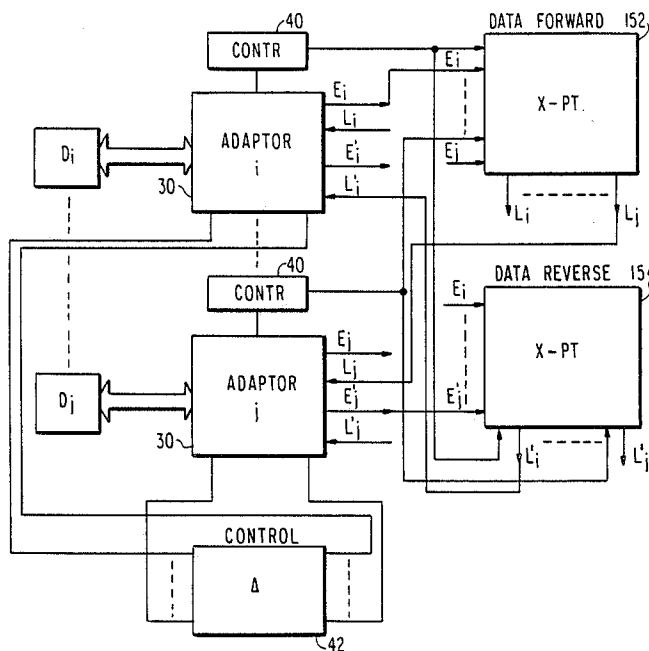 40
DATA FORWARD 152
CONTR
Ei
Ei
X-PT.
Li
ADAPTOR
i
Di
E'i
Ej
30
L'i
Li
Lj
40
CONTR
DATA REVERSE 15
Ei
Ej
X-PT
Lj
ADAPTOR
j
Dj
E'j
E'j
30
L'j
L'i
L'j
CONTROL
Δ
42